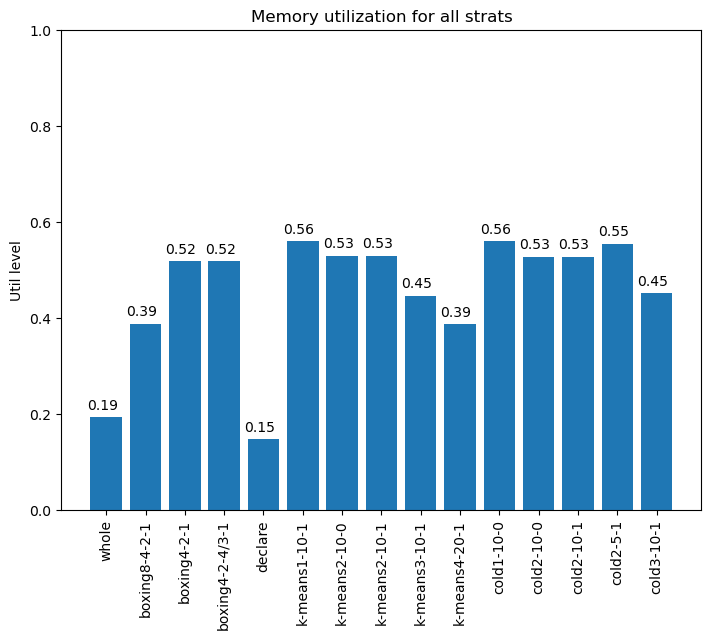 Memory utilization for all strats
1.0
0.8
0.6
0.4
0.2
0.0
Util level
0.19
0.39
0.52
0.52
0.15
0.56
0.53
0.53
0.45
0.39
0.56
0.53
0.53
0.55
0.45
whole
boxing8-4-2-1
boxing4-2-1
boxing4-2-4/3-1
declare
k-means1-10-1
k-means2-10-0
k-means2-10-1
k-means3-10-1
k-means4-20-1
cold1-10-0
cold2-10-0
cold2-10-1
cold2-5-1
cold3-10-1